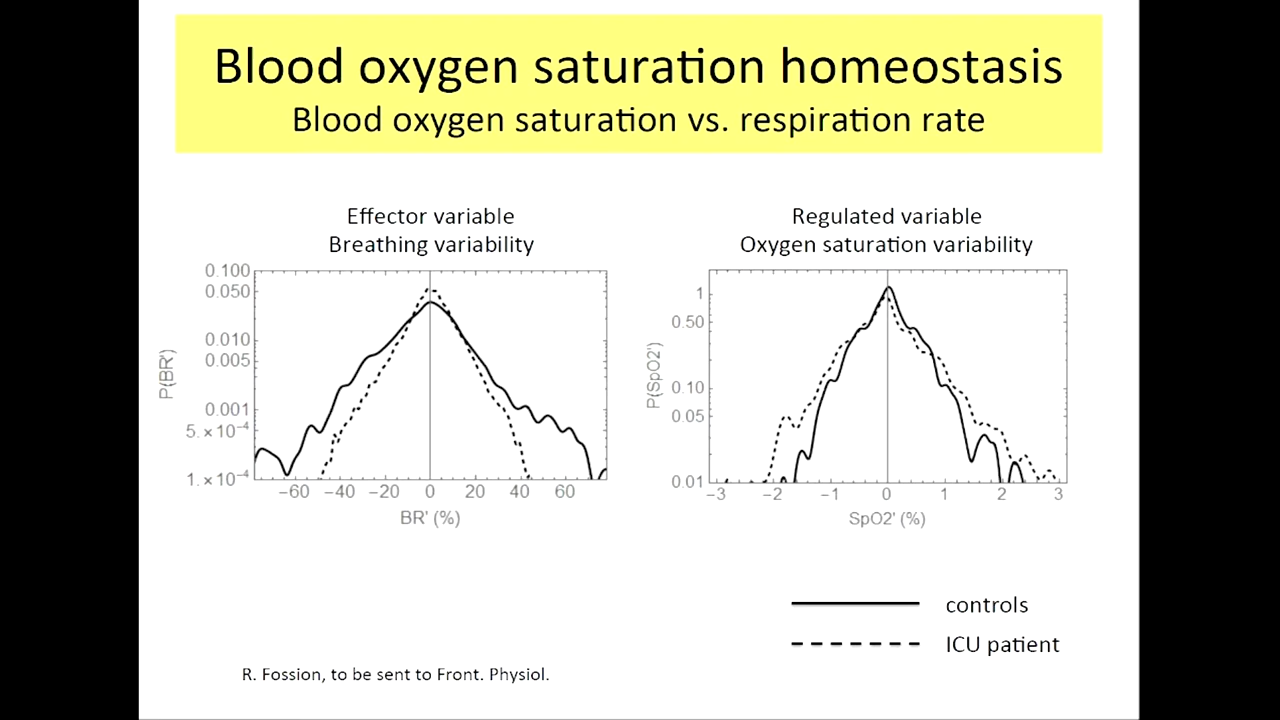 Blood oxygen saturation homeostasis
Blood oxygen saturation vs. respiration rate
Effector variable
Breathing variability
0.100
0.050
0.010
0.005
0.001
5.×10⁻⁴
1.×10⁻⁴
P(BR')
−60 −40 −20 0 20 40 60
BR' (%)
Regulated variable
Oxygen saturation variability
1
0.50
0.10
0.05
0.01
P(SpO2')
−3 −2 −1 0 1 2 3
SpO2' (%)
controls
ICU patient
R. Fossion, to be sent to Front. Physiol.